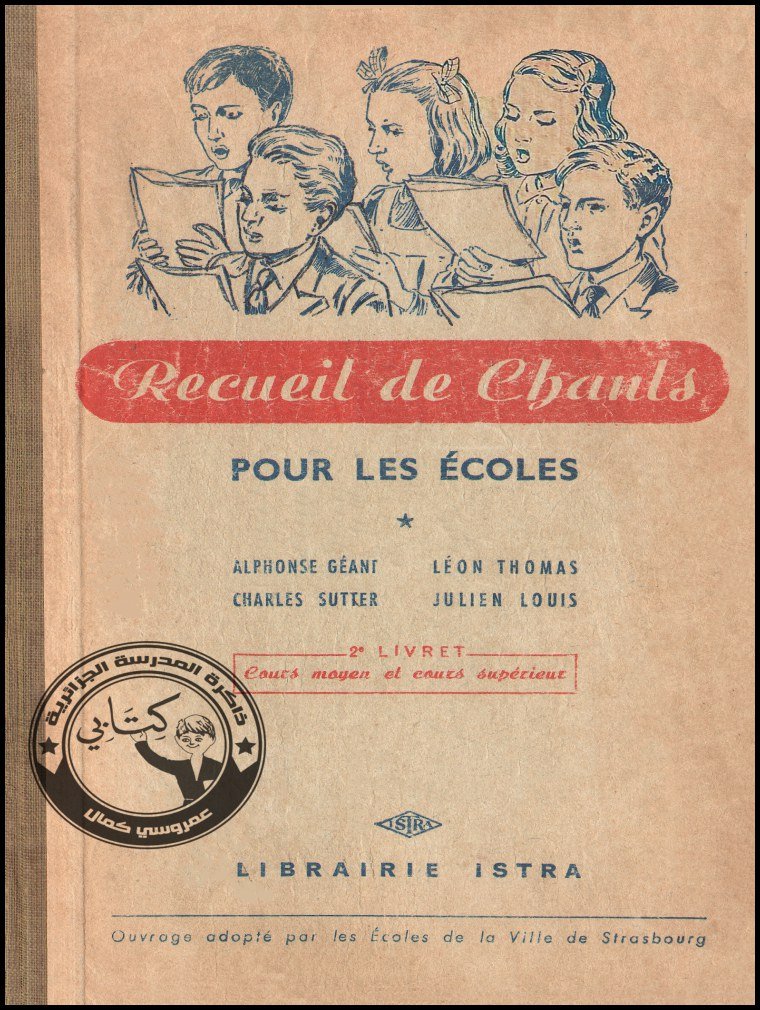 Recueil de Chants
POUR LES ÉCOLES
ALPHONSE GÉANT LÉON THOMAS
CHARLES SUTTER JULIEN LOUIS
2e LIVRET
Cours moyen et cours supérieur
ذاكرة المدرسة الجزائرية
كِتَابِي
عمروسي كمال
ISTRA
LIBRAIRIE ISTRA
Ouvrage adopté par les Écoles de la Ville de Strasbourg